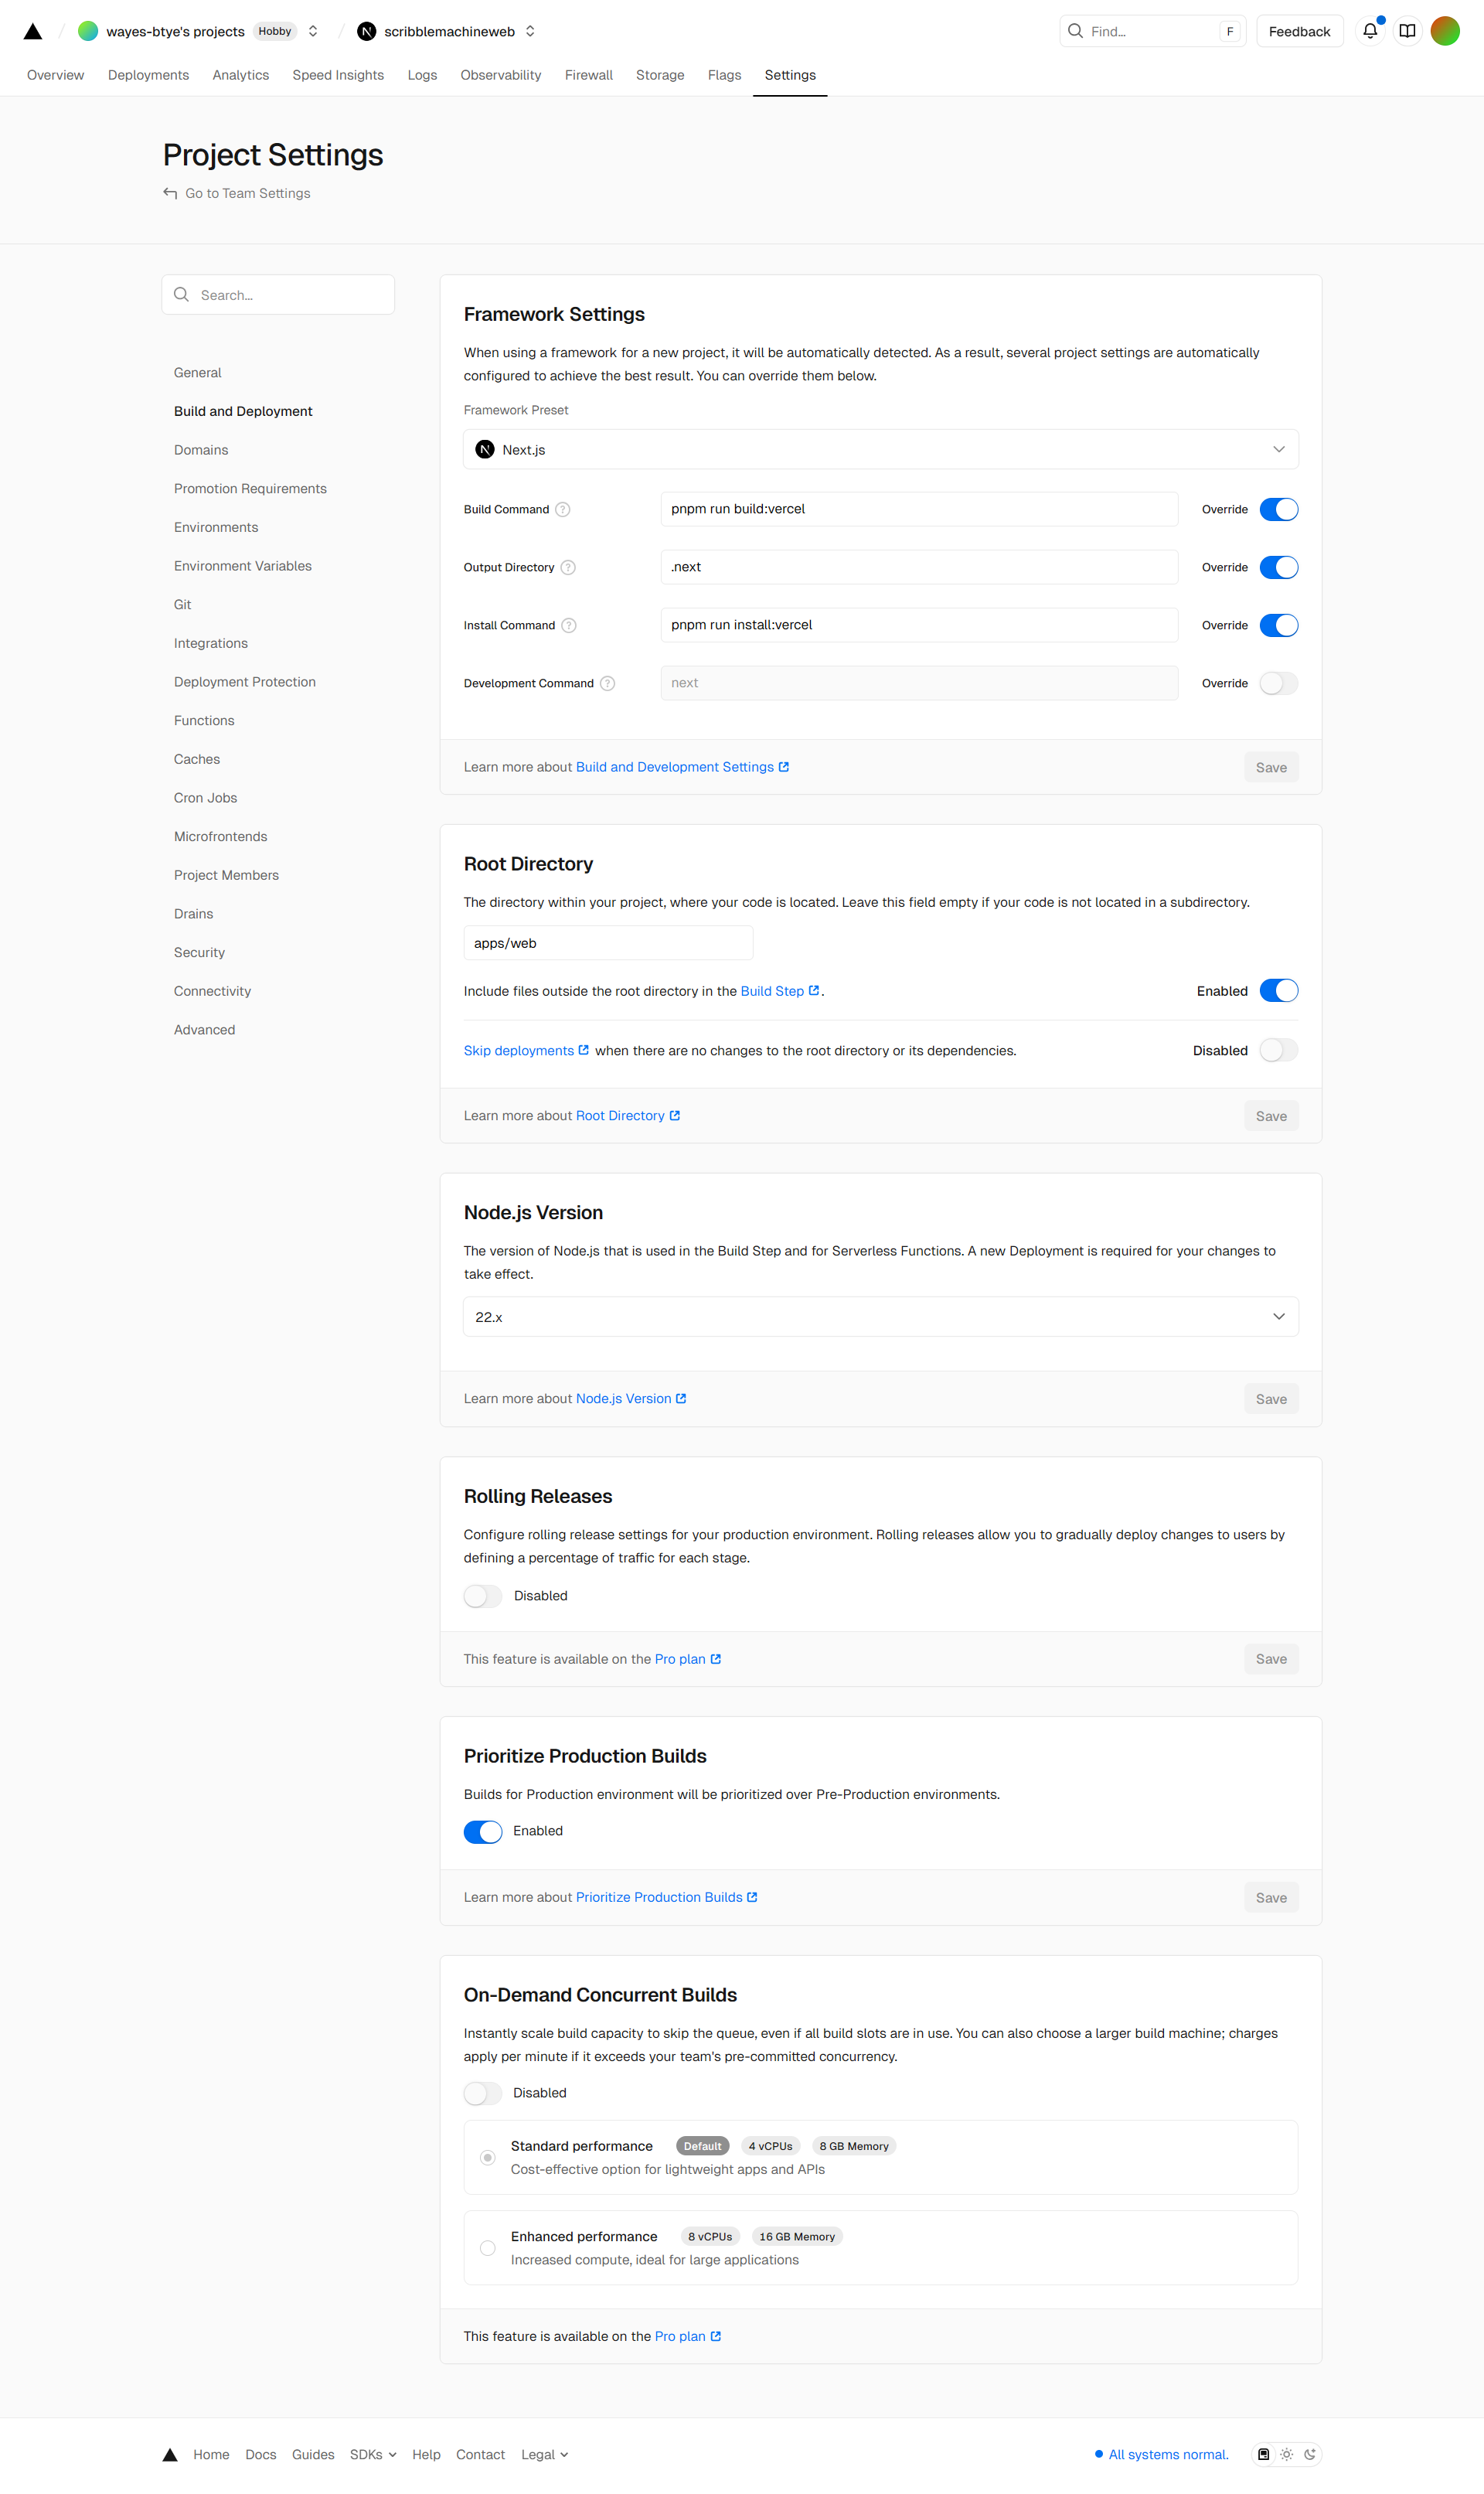 wayes-btye's projects Hobby
scribblemachineweb
Find...
F
Feedback
Overview Deployments Analytics Speed Insights Logs Observability Firewall Storage Flags Settings
Project Settings
Go to Team Settings
Search...
General
Build and Deployment
Domains
Promotion Requirements
Environments
Environment Variables
Git
Integrations
Deployment Protection
Functions
Caches
Cron Jobs
Microfrontends
Project Members
Drains
Security
Connectivity
Advanced
Framework Settings
When using a framework for a new project, it will be automatically detected. As a result, several project settings are automatically
configured to achieve the best result. You can override them below.
Framework Preset
N Next.js
Build Command ? pnpm run build:vercel Override
Output Directory ? .next Override
Install Command ? pnpm run install:vercel Override
Development Command ? next Override
Learn more about Build and Development Settings Save
Root Directory
The directory within your project, where your code is located. Leave this field empty if your code is not located in a subdirectory.
apps/web
Include files outside the root directory in the Build Step . Enabled
Skip deployments when there are no changes to the root directory or its dependencies. Disabled
Learn more about Root Directory Save
Node.js Version
The version of Node.js that is used in the Build Step and for Serverless Functions. A new Deployment is required for your changes to
take effect.
22.x
Learn more about Node.js Version Save
Rolling Releases
Configure rolling release settings for your production environment. Rolling releases allow you to gradually deploy changes to users by
defining a percentage of traffic for each stage.
Disabled
This feature is available on the Pro plan Save
Prioritize Production Builds
Builds for Production environment will be prioritized over Pre-Production environments.
Enabled
Learn more about Prioritize Production Builds Save
On-Demand Concurrent Builds
Instantly scale build capacity to skip the queue, even if all build slots are in use. You can also choose a larger build machine; charges
apply per minute if it exceeds your team's pre-committed concurrency.
Disabled
Standard performance Default 4 vCPUs 8 GB Memory
Cost-effective option for lightweight apps and APIs
Enhanced performance 8 vCPUs 16 GB Memory
Increased compute, ideal for large applications
This feature is available on the Pro plan
Home Docs Guides SDKs Help Contact Legal
All systems normal.